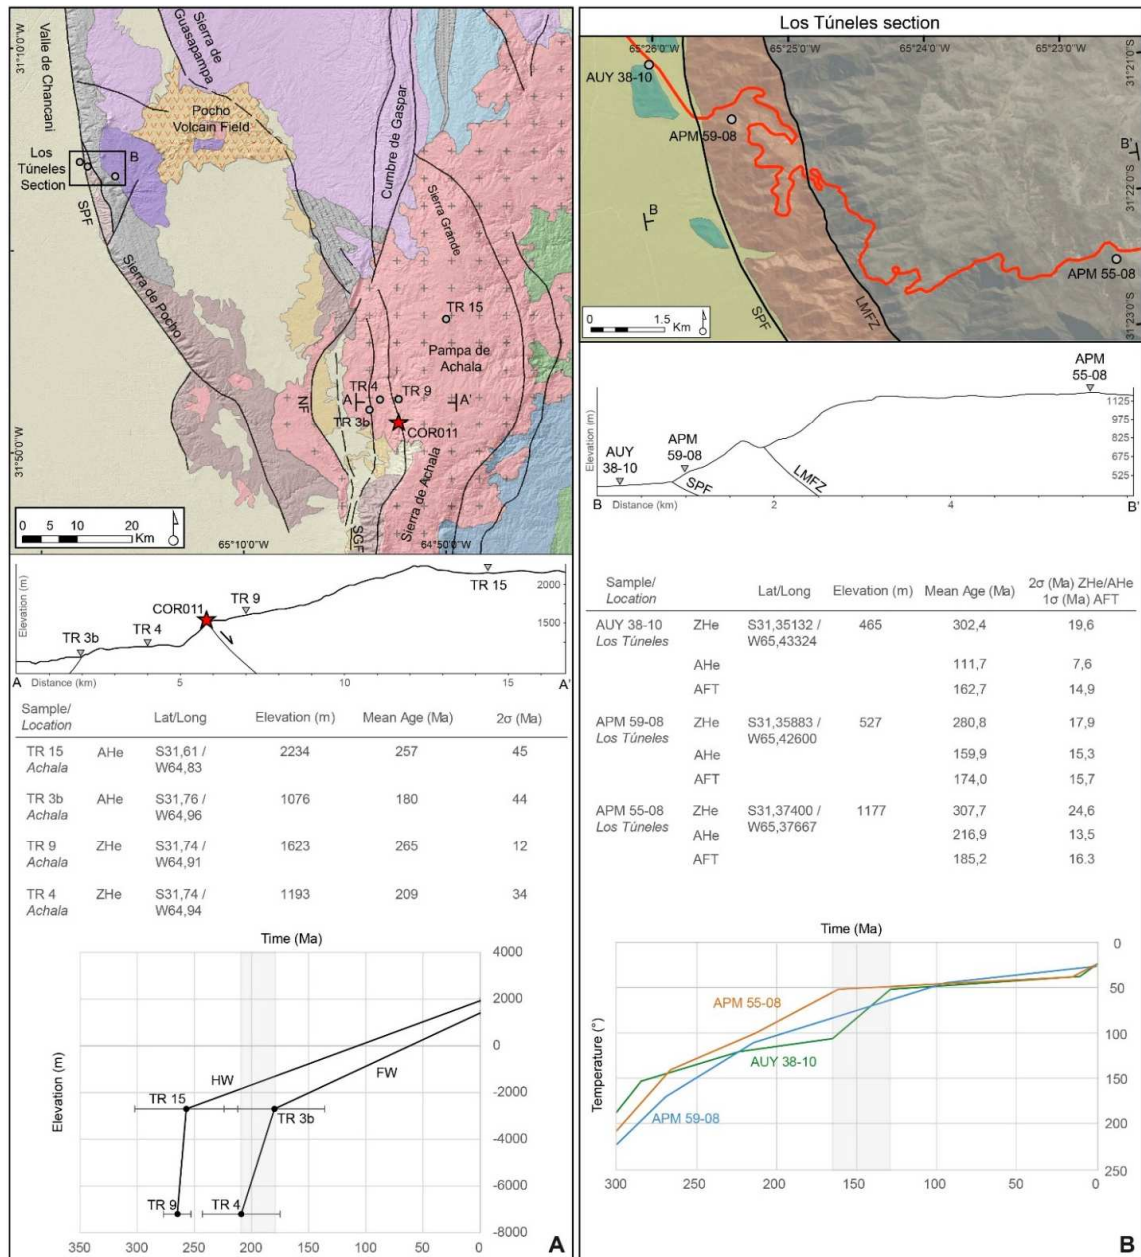 31°10'0"S
Valle de Chancaní
Sierra de
Guasapampa
Pocho
Volcain Field
Cumbre de Gaspar
Los
Túneles
Section
B
SPF
Sierra Grande
Sierra de Pocho
TR 15
Pampa de
Achala
TR 4
TR 9
A
A'
TR 3b
NF
COR011
31°50'0"S
Sierra de Achala
SGF
0 5 10 20
Km
65°10'0"W
64°50'0"W
Elevation (m)
2000
1500
TR 3b
TR 4
COR011
TR 9
TR 15
A
Distance (km)
5
10
15
A'
Sample/ Lat/Long Elevation (m) Mean Age (Ma) 2σ (Ma)
Location
TR 15 AHe S31,61 / 2234 257 45
Achala W64,83
TR 3b AHe S31,76 / 1076 180 44
Achala W64,96
TR 9 ZHe S31,74 / 1623 265 12
Achala W64,91
TR 4 ZHe S31,74 / 1193 209 34
Achala W64,94
Time (Ma)
4000
2000
0
-2000
-4000
-6000
-8000
Elevation (m)
HW
FW
TR 15
TR 3b
TR 9
TR 4
350 300 250 200 150 100 50 0
A
Los Túneles section
65°26'0"W 65°25'0"W 65°24'0"W 65°23'0"W
31°21'0"S
AUY 38-10
APM 59-08
B'
31°22'0"S
B
APM 55-08
0 1.5
Km
SPF
LMFZ
31°23'0"S
APM
55-08
Elevation (m)
1125
975
825
675
525
AUY
38-10
APM
59-08
SPF
LMFZ
B
Distance (km)
2
4
B'
Sample/ Lat/Long Elevation (m) Mean Age (Ma) 2σ (Ma) ZHe/AHe
Location 1σ (Ma) AFT
AUY 38-10 ZHe S31,35132 / 465 302,4 19,6
Los Túneles W65,43324
AHe 111,7 7,6
AFT 162,7 14,9
APM 59-08 ZHe S31,35883 / 527 280,8 17,9
Los Túneles W65,42600
AHe 159,9 15,3
AFT 174,0 15,7
APM 55-08 ZHe S31,37400 / 1177 307,7 24,6
Los Túneles W65,37667
AHe 216,9 13,5
AFT 185,2 16.3
Time (Ma)
0
50
100
150
200
250
Temperature (°)
APM 55-08
AUY 38-10
APM 59-08
300 250 200 150 100 50 0
B